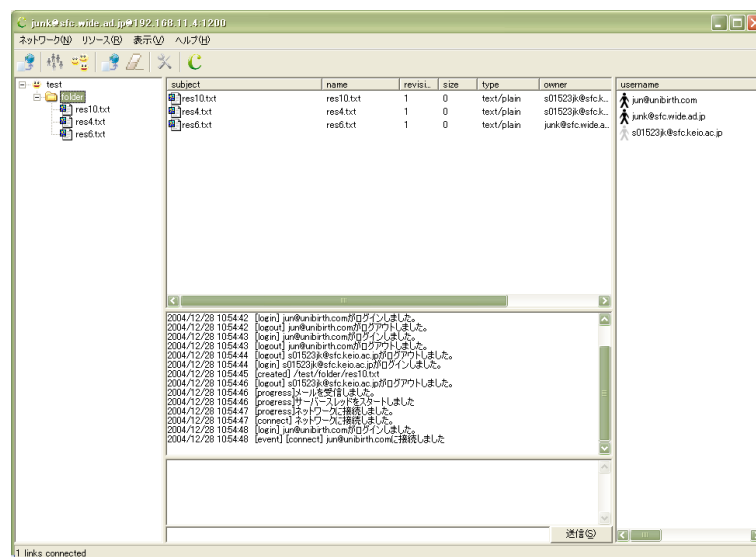 junk@sfc.wide.ad.jp@192.168.11.4:1200
ネットワーク(N) リソース(R) 表示(V) ヘルプ(H)
test
folder
res10.txt
res4.txt
res6.txt
subject name revisi... size type owner
res10.txt res10.txt 1 0 text/plain s01523jk@sfc.k...
res4.txt res4.txt 1 0 text/plain s01523jk@sfc.k...
res6.txt res6.txt 1 0 text/plain junk@sfc.wide.a...
username
jun@unibirth.com
junk@sfc.wide.ad.jp
s01523jk@sfc.keio.ac.jp
2004/12/28 10:54:42 [login] jun@unibirth.comがログインしました。
2004/12/28 10:54:42 [logout] jun@unibirth.comがログアウトしました。
2004/12/28 10:54:43 [login] jun@unibirth.comがログインしました。
2004/12/28 10:54:43 [logout] jun@unibirth.comがログアウトしました。
2004/12/28 10:54:44 [logout] s01523jk@sfc.keio.ac.jpがログアウトしました。
2004/12/28 10:54:44 [login] s01523jk@sfc.keio.ac.jpがログインしました。
2004/12/28 10:54:45 [created] /test/folder/res10.txt
2004/12/28 10:54:46 [logout] s01523jk@sfc.keio.ac.jpがログアウトしました。
2004/12/28 10:54:46 [progress]メールを受信しました。
2004/12/28 10:54:46 [progress]サーバースレッドをスタートしました
2004/12/28 10:54:47 [progress]ネットワークに接続しました。
2004/12/28 10:54:47 [connect] ネットワークに接続しました。
2004/12/28 10:54:48 [login] jun@unibirth.comがログインしました。
2004/12/28 10:54:48 [event] [connect] jun@unibirth.comに接続しました
送信(S)
1 links connected